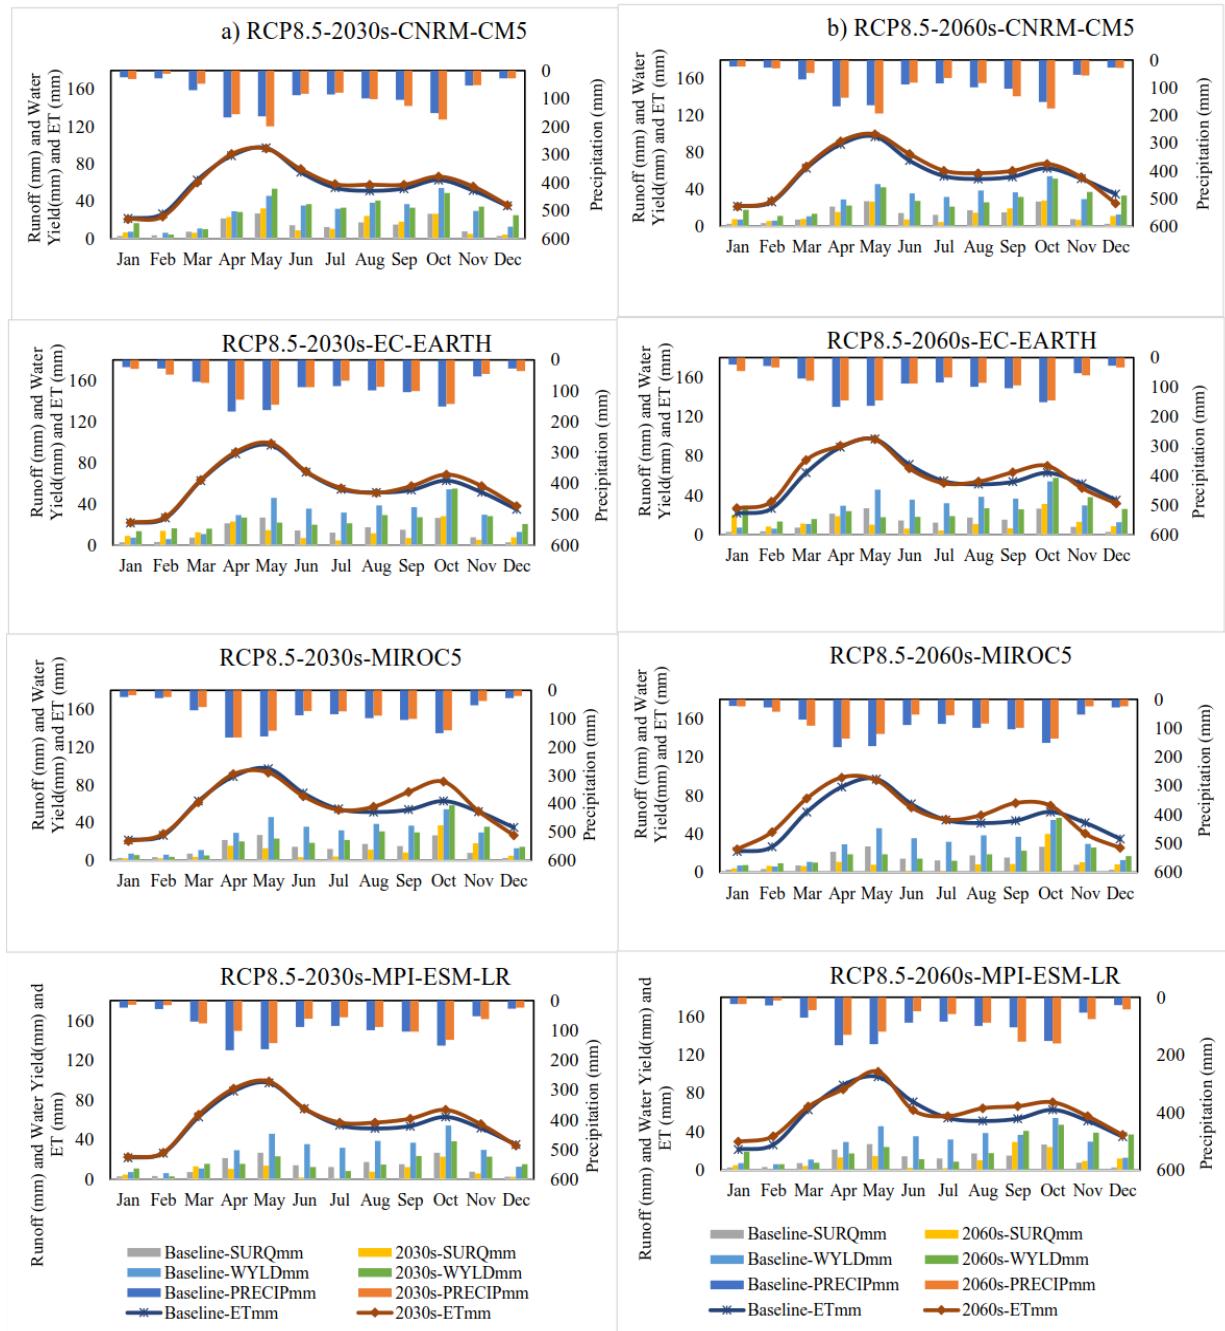 a) RCP8.5-2030s-CNRM-CM5
Runoff (mm) and Water
Yield(mm) and ET (mm)
160
120
80
40
0
0
100
200
300
400
500
600
Precipitation (mm)
Jan Feb Mar Apr May Jun Jul Aug Sep Oct Nov Dec
b) RCP8.5-2060s-CNRM-CM5
Runoff (mm) and Water
Yield(mm) and ET (mm)
160
120
80
40
0
0
100
200
300
400
500
600
Precipitation (mm)
Jan Feb Mar Apr May Jun Jul Aug Sep Oct Nov Dec
RCP8.5-2030s-EC-EARTH
Runoff (mm) and Water
Yield(mm) and ET (mm)
160
120
80
40
0
0
100
200
300
400
500
600
Precipitation (mm)
Jan Feb Mar Apr May Jun Jul Aug Sep Oct Nov Dec
RCP8.5-2060s-EC-EARTH
Runoff (mm) and Water
Yield(mm) and ET (mm)
160
120
80
40
0
0
100
200
300
400
500
600
Precipitation (mm)
Jan Feb Mar Apr May Jun Jul Aug Sep Oct Nov Dec
RCP8.5-2030s-MIROC5
Runoff (mm) and Water
Yield(mm) and ET (mm)
160
120
80
40
0
0
100
200
300
400
500
600
Precipitation (mm)
Jan Feb Mar Apr May Jun Jul Aug Sep Oct Nov Dec
RCP8.5-2060s-MIROC5
Runoff (mm) and Water
Yield(mm) and ET (mm)
160
120
80
40
0
0
100
200
300
400
500
600
Precipitation (mm)
Jan Feb Mar Apr May Jun Jul Aug Sep Oct Nov Dec
RCP8.5-2030s-MPI-ESM-LR
Runoff (mm) and Water Yield(mm) and
ET (mm)
160
120
80
40
0
0
100
200
300
400
500
600
Precipitation (mm)
Jan Feb Mar Apr May Jun Jul Aug Sep Oct Nov Dec
Baseline-SURQmm 2030s-SURQmm
Baseline-WYLDmm 2030s-WYLDmm
Baseline-PRECIPmm 2030s-PRECIPmm
Baseline-ETmm 2030s-ETmm
RCP8.5-2060s-MPI-ESM-LR
Runoff (mm) and Water Yield(mm) and
ET (mm)
160
120
80
40
0
0
200
400
600
Precipitation (mm)
Jan Feb Mar Apr May Jun Jul Aug Sep Oct Nov Dec
Baseline-SURQmm 2060s-SURQmm
Baseline-WYLDmm 2060s-WYLDmm
Baseline-PRECIPmm 2060s-PRECIPmm
Baseline-ETmm 2060s-ETmm